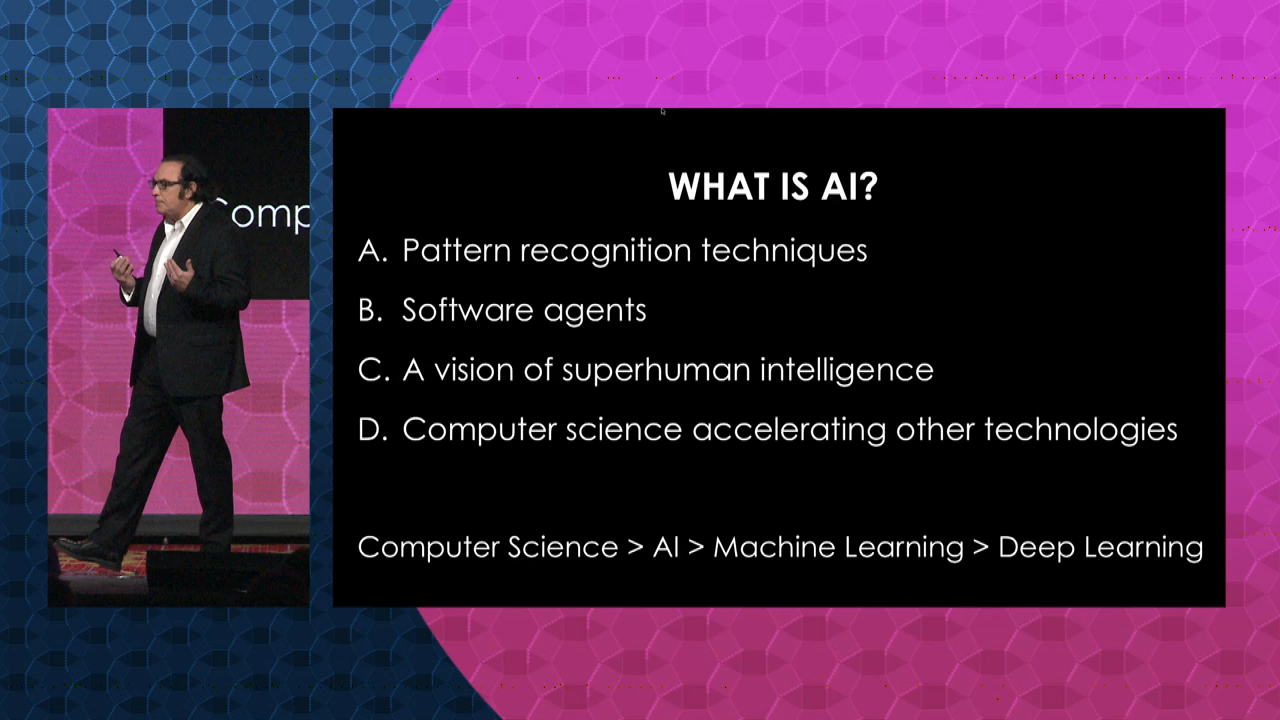 Comp
WHAT IS AI?
A. Pattern recognition techniques
B. Software agents
C. A vision of superhuman intelligence
D. Computer science accelerating other technologies
Computer Science > AI > Machine Learning > Deep Learning